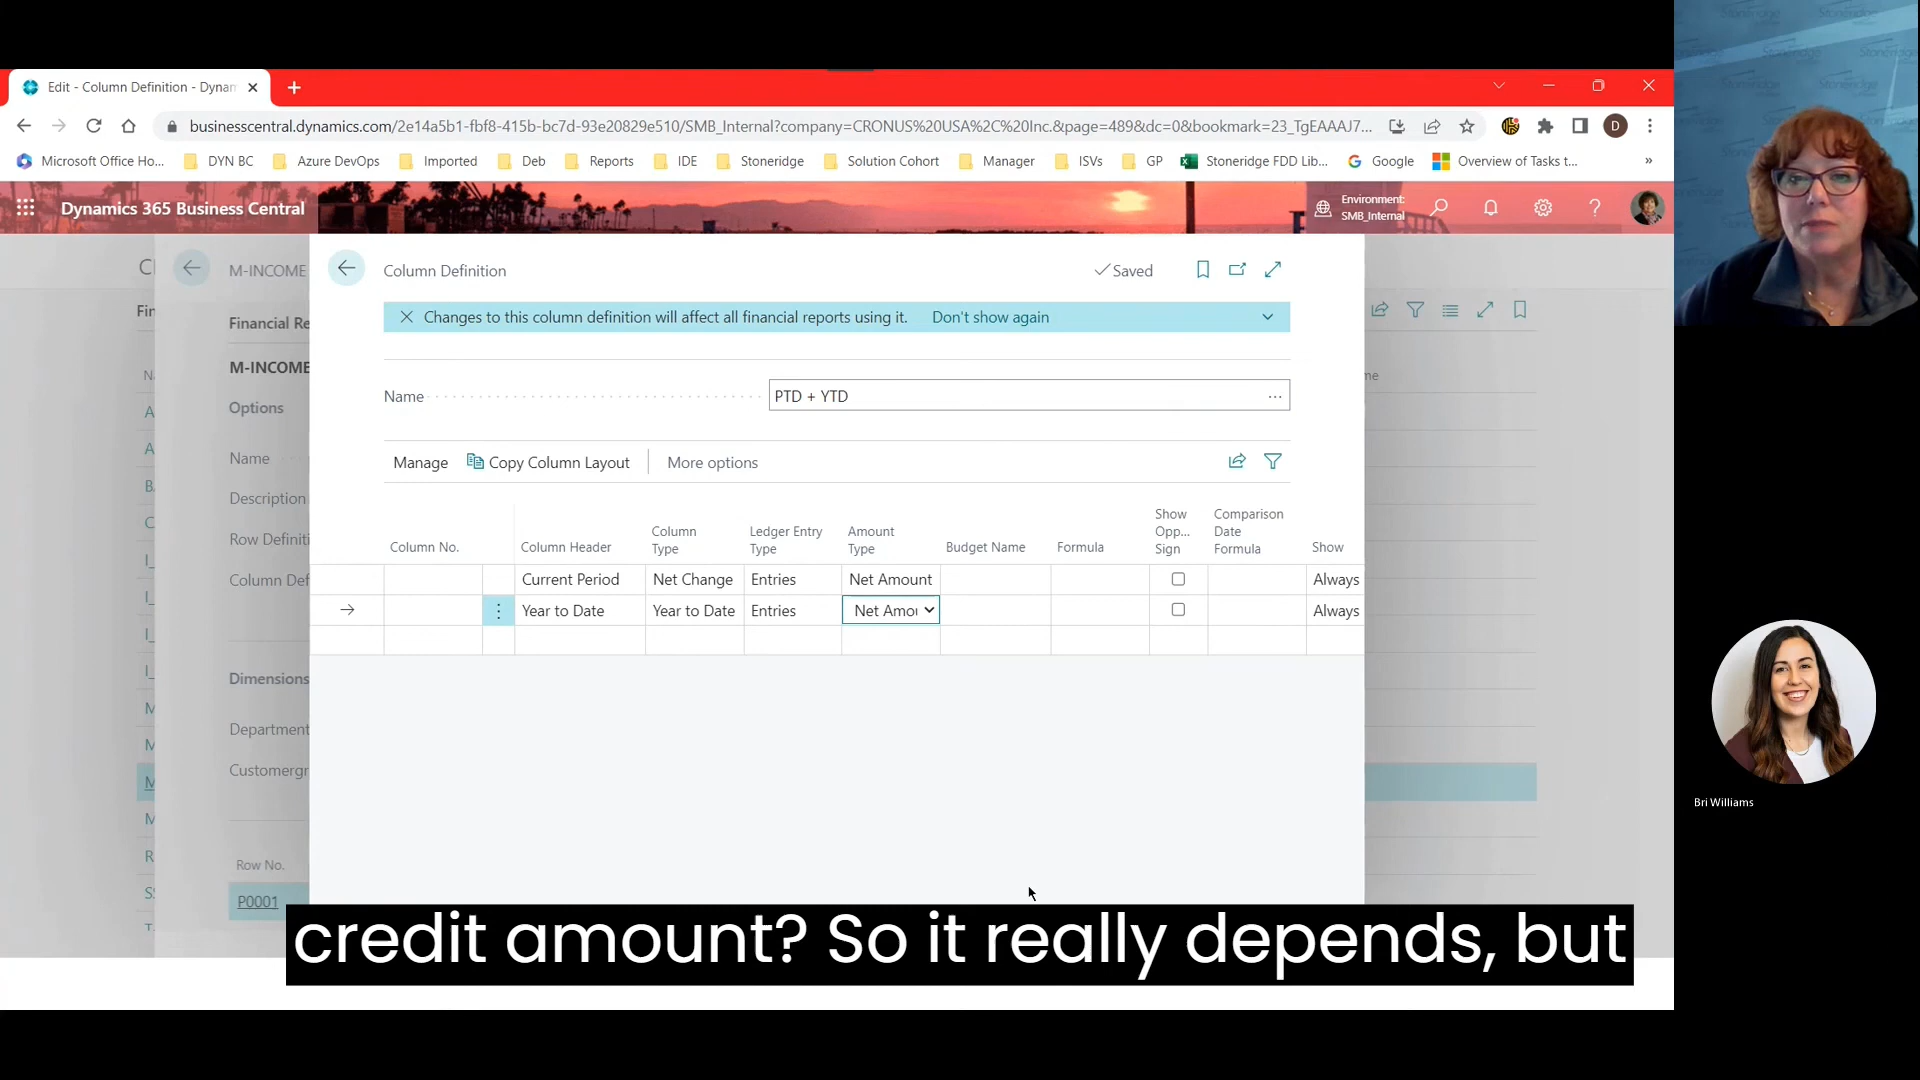 Edit - Column Definition - Dynam
businesscentral.dynamics.com/2e14a5b1-fbf8-415b-bc7d-93e20829e510/SMB_Internal?company=CRONUS%20USA%2C%20Inc.&page=489&dc=0&bookmark=23_TgEAAAJ7...
D
Microsoft Office Ho... DYN BC Azure DevOps Imported Deb Reports IDE Stoneridge Solution Cohort Manager ISVs GP Stoneridge FDD Lib... Google Overview of Tasks t... »
Dynamics 365 Business Central
Environment:
SMB_Internal
M-INCOME
Column Definition
Saved
Changes to this column definition will affect all financial reports using it. Don't show again
Financial Re
M-INCOME
Options
Name
Description
Row Definiti
Column Def
Dimensions
Department
Customergr
Row No.
P0001
Name PTD + YTD ...
Manage Copy Column Layout More options
Column No. Column Header Column Type Ledger Entry Type Amount Type Budget Name Formula Show Opp... Sign Comparison Date Formula Show
Current Period Net Change Entries Net Amount Always
Year to Date Year to Date Entries Net Amou Always
credit amount? So it really depends, but
Bri Williams